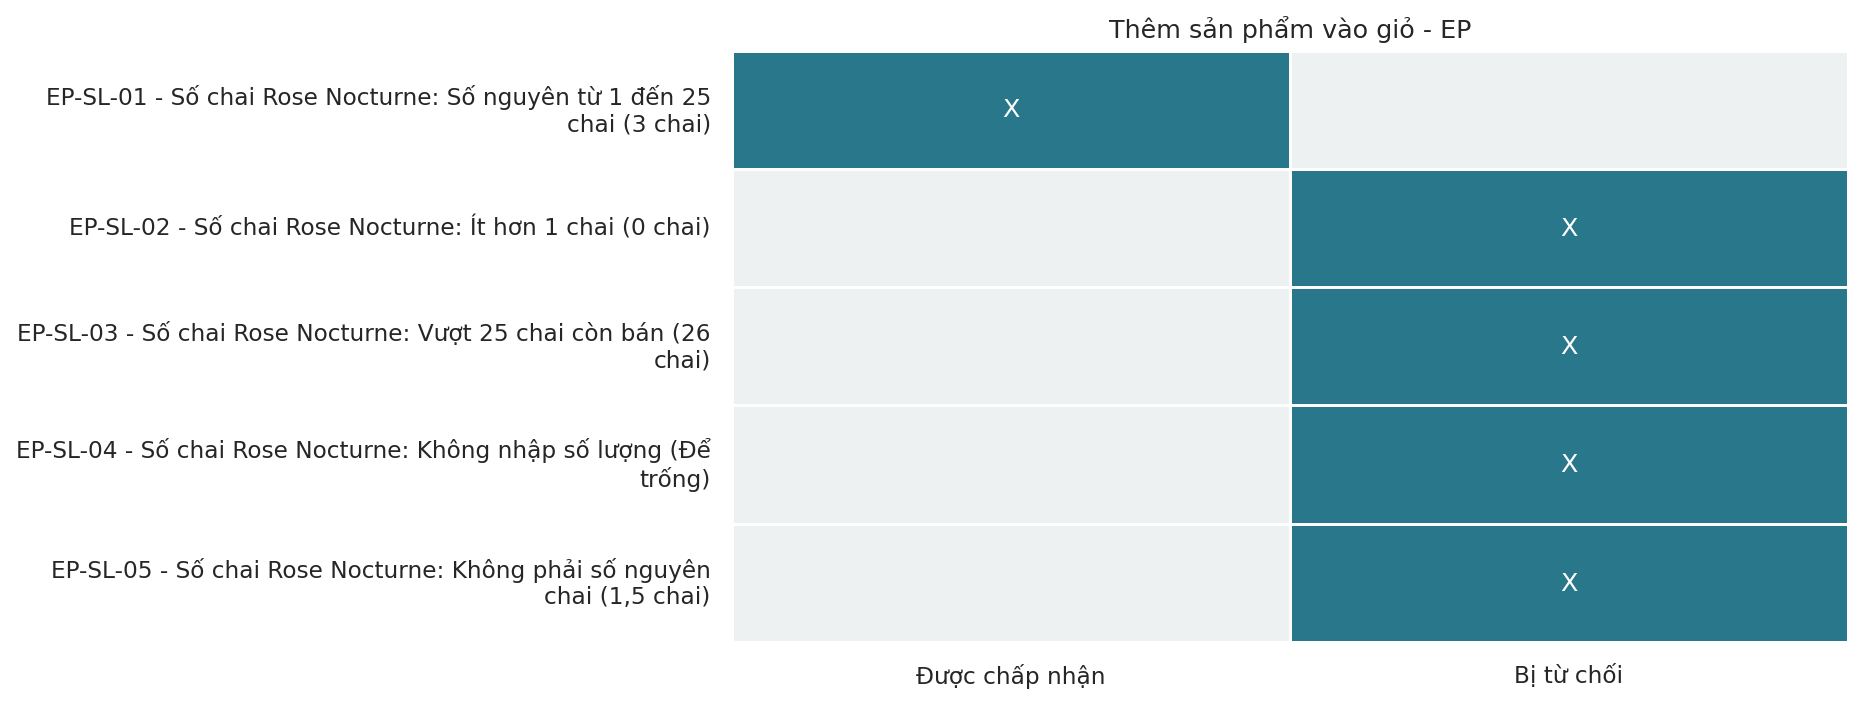 Thêm sản phẩm vào giỏ - EP
EP-SL-01 - Số chai Rose Nocturne: Số nguyên từ 1 đến 25
chai (3 chai)
X
EP-SL-02 - Số chai Rose Nocturne: Ít hơn 1 chai (0 chai)
X
EP-SL-03 - Số chai Rose Nocturne: Vượt 25 chai còn bán (26
chai)
X
EP-SL-04 - Số chai Rose Nocturne: Không nhập số lượng (Để
trống)
X
EP-SL-05 - Số chai Rose Nocturne: Không phải số nguyên
chai (1,5 chai)
X
Được chấp nhận
Bị từ chối